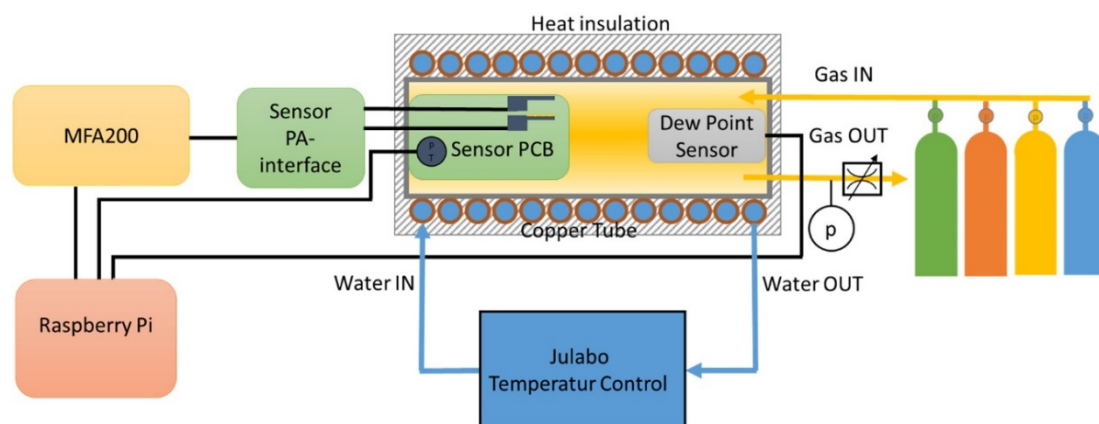 Heat insulation
Gas IN
MFA200
Sensor
PA-
interface
Sensor PCB
P
T
Dew Point
Sensor
Gas OUT
p
p
p
p
p
Copper Tube
Water IN
Water OUT
Raspberry Pi
Julabo
Temperatur Control